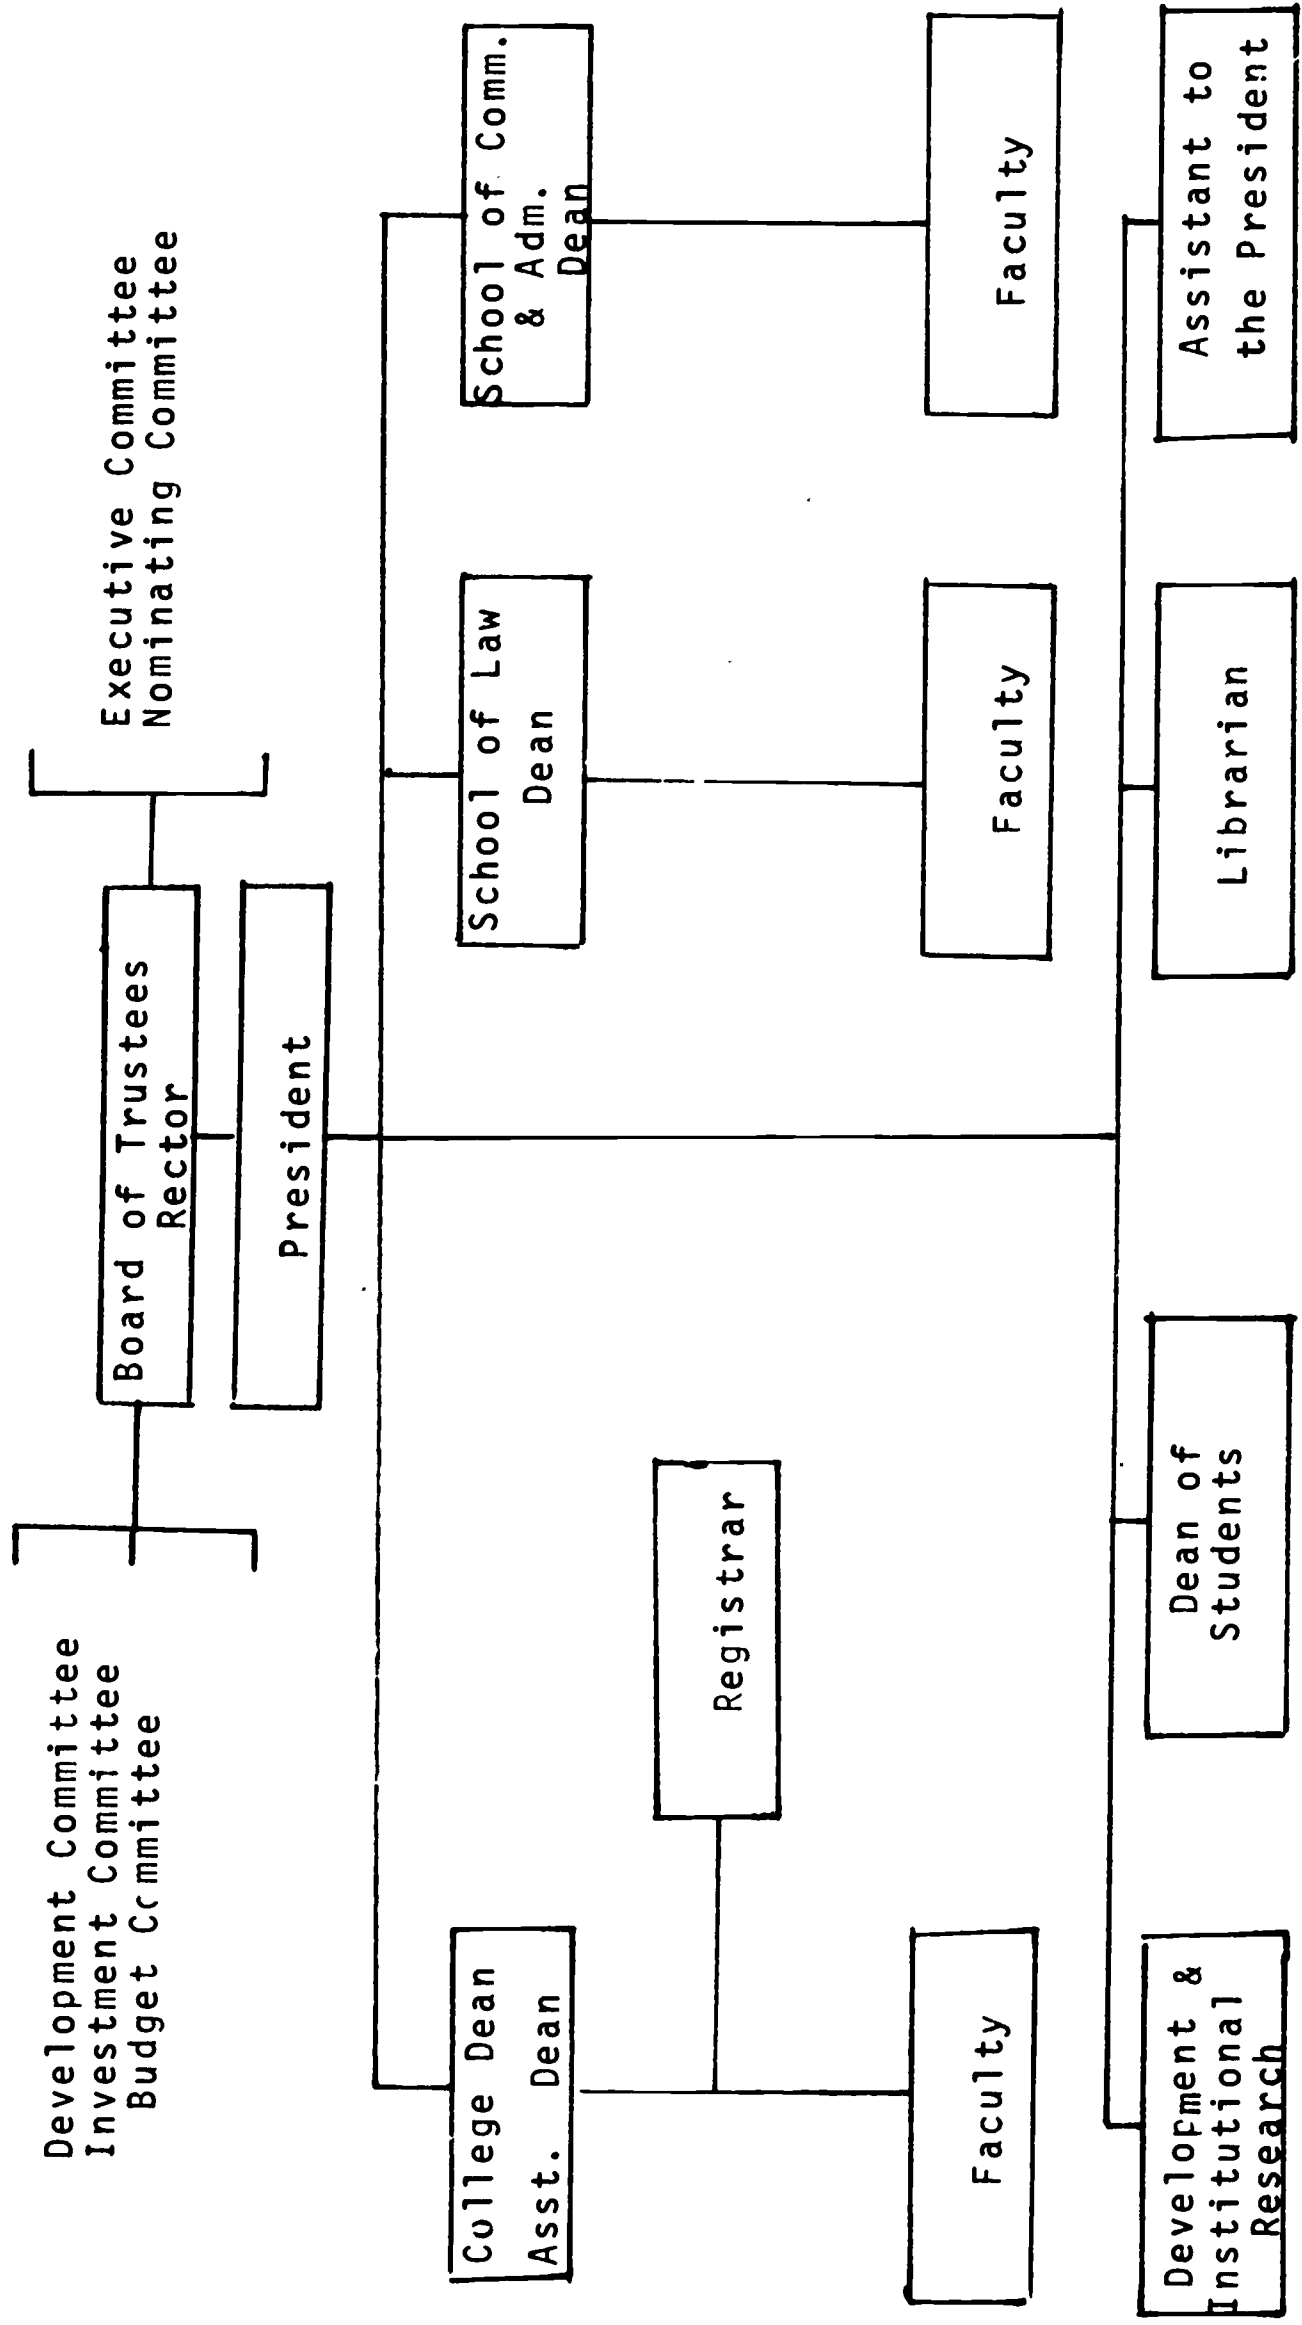 Development Committee
Investment Committee
Budget Committee
Executive Committee
Nominating Committee
Board of Trustees
Rector
President
College Dean
Asst. Dean
School of Law
Dean
School of Comm.
& Adm.
Dean
Registrar
Faculty
Faculty
Faculty
Development &
Institutional
Research
Dean of
Students
Librarian
Assistant to
the President